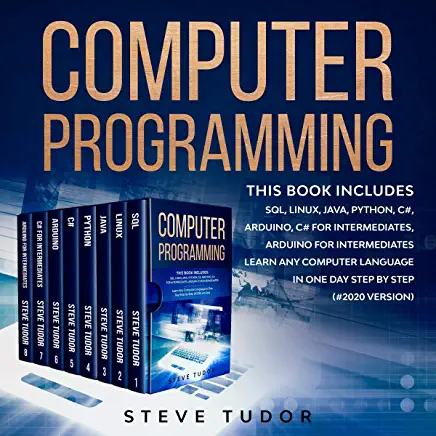 COMPUTER
PROGRAMMING
THIS BOOK INCLUDES
SQL, LINUX, JAVA, PYTHON, C#,
ARDUINO, C# FOR INTERMEDIATES,
ARDUINO FOR INTERMEDIATES
LEARN ANY COMPUTER LANGUAGE
IN ONE DAY STEP BY STEP
(#2020 VERSION)
ARDUINO FOR INTERMEDIATES
STEVE TUDOR
8
C# FOR INTERMEDIATES
STEVE TUDOR
7
ARDUINO
STEVE TUDOR
6
C#
STEVE TUDOR
5
PYTHON
STEVE TUDOR
4
JAVA
STEVE TUDOR
3
LINUX
STEVE TUDOR
2
SQL
STEVE TUDOR
1
COMPUTER
PROGRAMMING
THIS BOOK INCLUDES
STEVE TUDOR
STEVE TUDOR